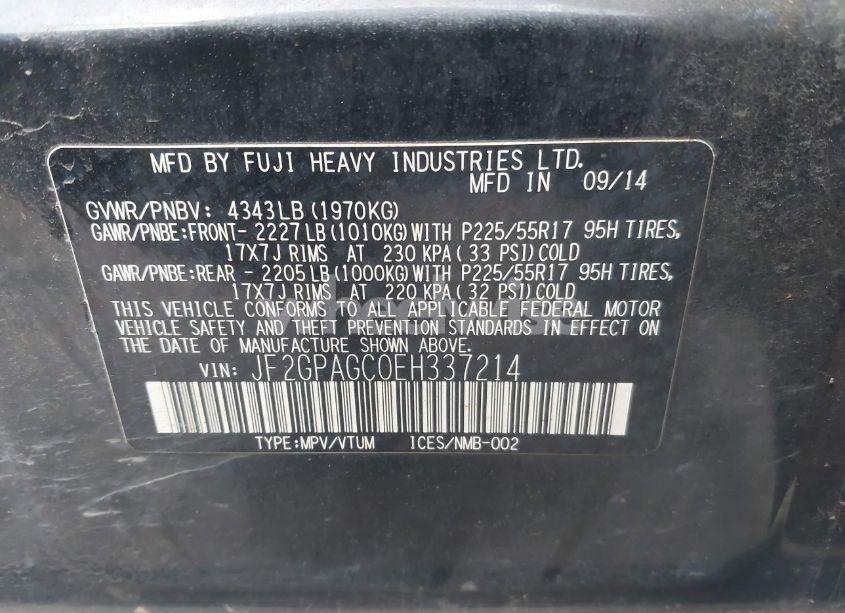 MFD BY FUJI HEAVY INDUSTRIES LTD.
MFD IN 09/14
GVWR/PNBV: 4343LB (1970KG)
GAWR/PNBE:FRONT- 2227LB (1010KG) WITH P225/55R17 95H TIRES,
17X7J RIMS AT 230 KPA ( 33 PSI) COLD
GAWR/PNBE:REAR - 2205LB (1000KG) WITH P225/55R17 95H TIRES,
17X7J RIMS AT 220 KPA ( 32 PSI) COLD
THIS VEHICLE CONFORMS TO ALL APPLICABLE FEDERAL MOTOR
VEHICLE SAFETY AND THEFT PREVENTION STANDARDS IN EFFECT ON
THE DATE OF MANUFACTURE SHOWN ABOVE.
VIN: JF2GPAGC0EH337214
TYPE:MPV/VTUM ICES/NMB-002